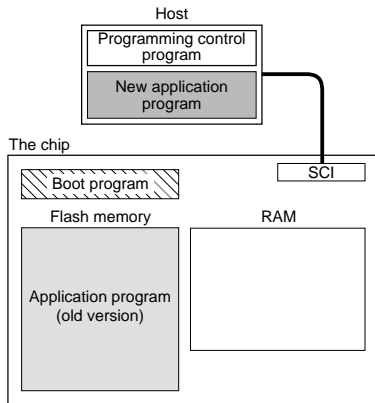 Host
Programming control
program
New application
program
The chip
SCI
Boot program
Flash memory
RAM
Application program
(old version)